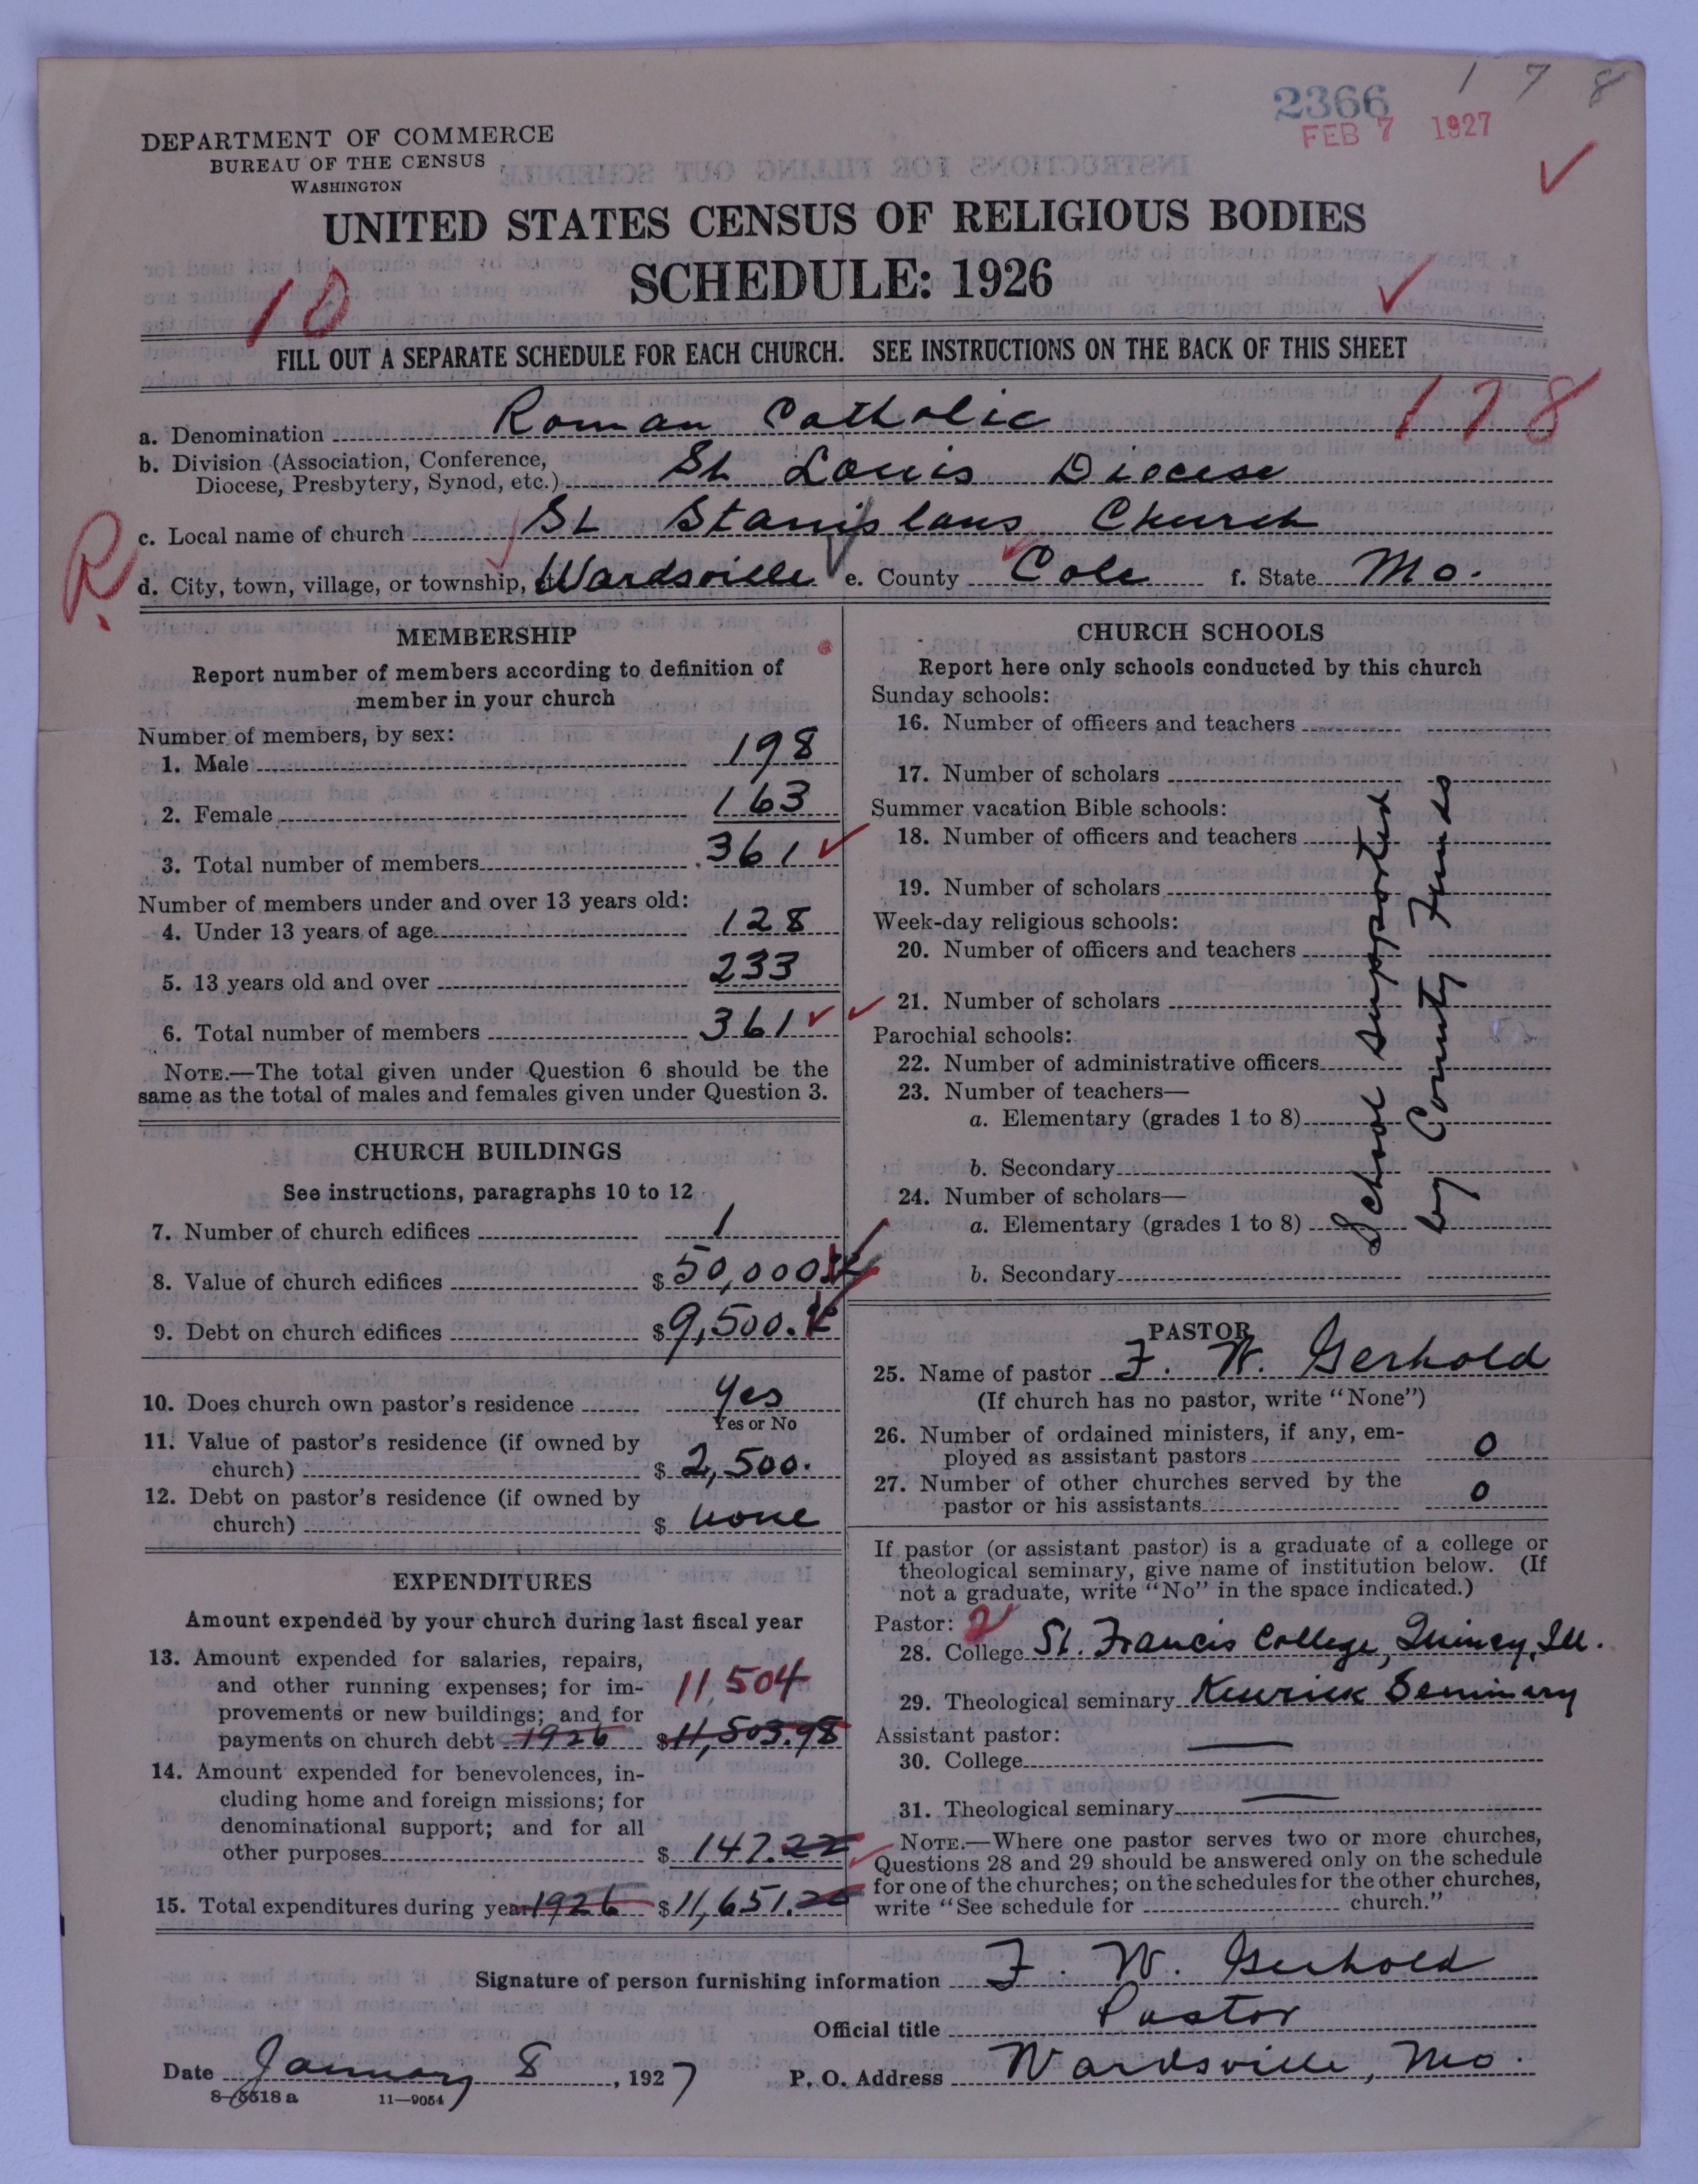 1 7 8
2366
FEB 7 1927
DEPARTMENT OF COMMERCE
BUREAU OF THE CENSUS
WASHINGTON
UNITED STATES CENSUS OF RELIGIOUS BODIES
SCHEDULE: 1926
10
FILL OUT A SEPARATE SCHEDULE FOR EACH CHURCH. SEE INSTRUCTIONS ON THE BACK OF THIS SHEET
178
a. Denomination Roman Catholic
b. Division (Association, Conference,
Diocese, Presbytery, Synod, etc.) St Louis Diocese
c. Local name of church St Stanislaus Church
R
d. City, town, village, or township, Wardsville e. County Cole f. State Mo.
MEMBERSHIP
Report number of members according to definition of
member in your church
Number of members, by sex:
1. Male 198
2. Female 163
3. Total number of members 361
Number of members under and over 13 years old:
4. Under 13 years of age 128
5. 13 years old and over 233
6. Total number of members 361
NOTE.—The total given under Question 6 should be the
same as the total of males and females given under Question 3.
CHURCH BUILDINGS
See instructions, paragraphs 10 to 12
7. Number of church edifices 1
8. Value of church edifices $50,000
9. Debt on church edifices $9,500.
10. Does church own pastor's residence Yes
Yes or No
11. Value of pastor's residence (if owned by
church) $2,500.
12. Debt on pastor's residence (if owned by
church) $ none
EXPENDITURES
Amount expended by your church during last fiscal year
13. Amount expended for salaries, repairs,
and other running expenses; for im- 11,504
provements or new buildings; and for
payments on church debt 1926 $11,503.98
14. Amount expended for benevolences, in-
cluding home and foreign missions; for
denominational support; and for all
other purposes $147.22
15. Total expenditures during year 1926 $11,651.20
CHURCH SCHOOLS
Report here only schools conducted by this church
Sunday schools:
16. Number of officers and teachers
17. Number of scholars
Summer vacation Bible schools:
18. Number of officers and teachers
19. Number of scholars
Week-day religious schools:
20. Number of officers and teachers
21. Number of scholars
Parochial schools:
22. Number of administrative officers
23. Number of teachers—
a. Elementary (grades 1 to 8)
b. Secondary
24. Number of scholars—
a. Elementary (grades 1 to 8)
b. Secondary
School supported
by County Funds
PASTOR
25. Name of pastor F. W. Gerhold
(If church has no pastor, write "None")
26. Number of ordained ministers, if any, em-
ployed as assistant pastors 0
27. Number of other churches served by the
pastor or his assistants 0
If pastor (or assistant pastor) is a graduate of a college or
theological seminary, give name of institution below. (If
not a graduate, write "No" in the space indicated.)
Pastor: 2
28. College St. Francis College, Quincy, Ill.
29. Theological seminary Kenrick Seminary
Assistant pastor:
30. College
31. Theological seminary
NOTE.—Where one pastor serves two or more churches,
Questions 28 and 29 should be answered only on the schedule
for one of the churches; on the schedules for the other churches,
write "See schedule for church."
Signature of person furnishing information F. W. Gerhold
Official title Pastor
Date January 8, 1927 P. O. Address Wardsville, Mo.
8-5518 a 11-9054